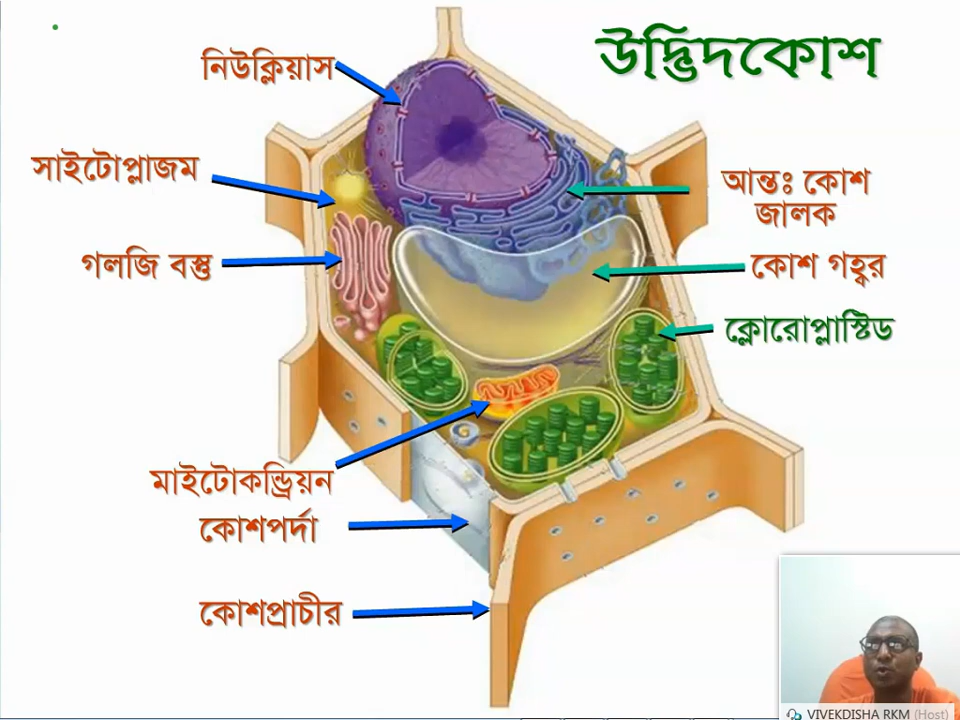 উদ্ভিদকোশ
নিউক্লিয়াস
সাইটোপ্লাজম
গলজি বস্তু
আন্তঃ কোশ
জালক
কোশ গহ্বর
ক্লোরোপ্লাস্টিড
মাইটোকন্ড্রিয়ন
কোশপর্দা
কোশপ্রাচীর
VIVEKDISHA RKM (Host)